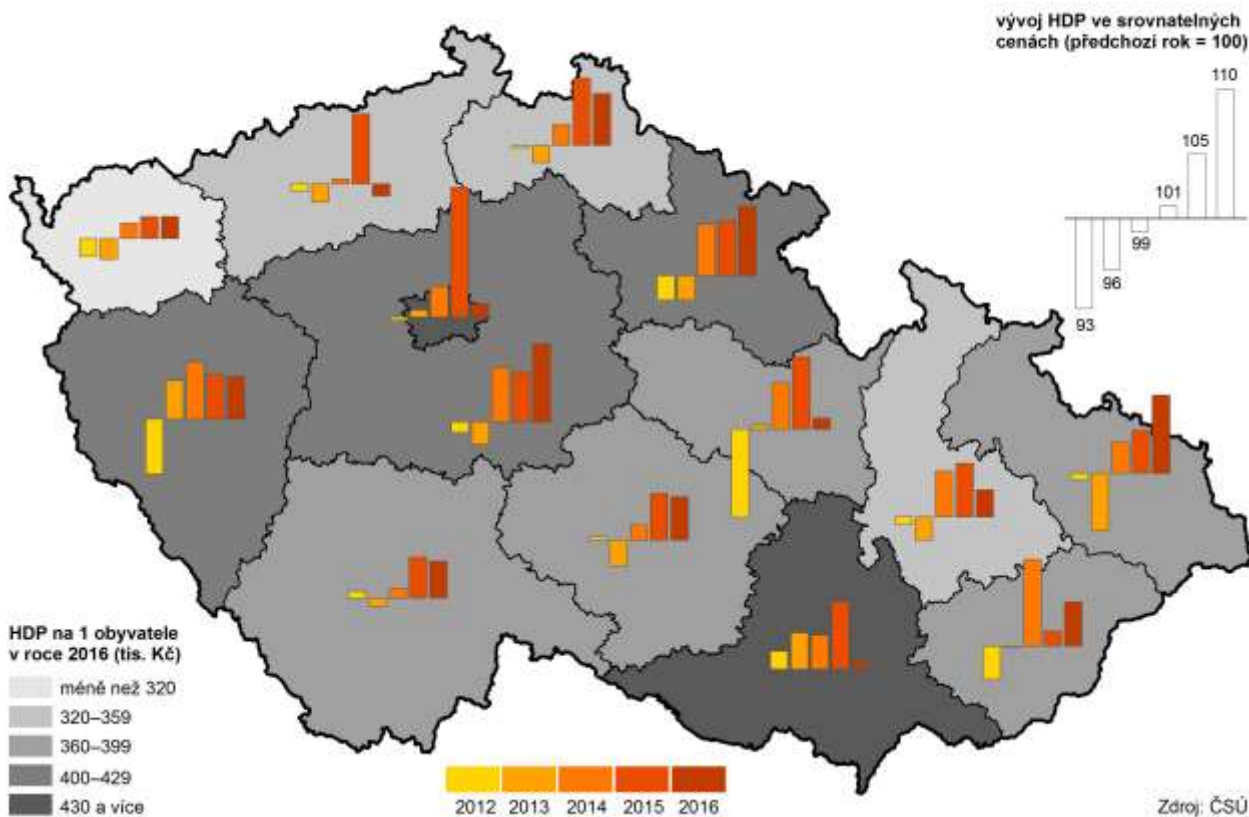 vývoj HDP ve srovnatelných
cenách (předchozí rok = 100)
110
105
101
99
96
93
HDP na 1 obyvatele
v roce 2016 (tis. Kč)
méně než 320
320–359
360–399
400–429
430 a více
2012 2013 2014 2015 2016
Zdroj: ČSÚ